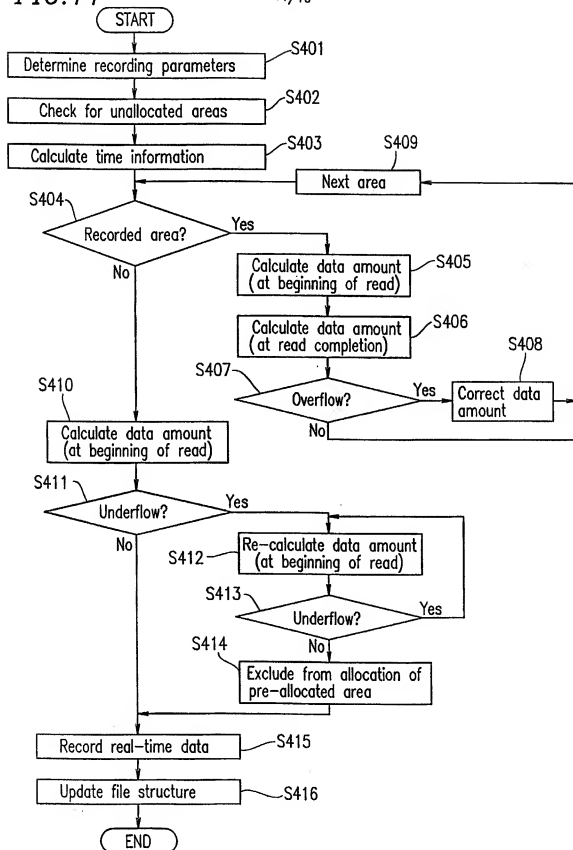 START
S401
Determine recording parameters
S402
Check for unallocated areas
S403
Calculate time information
S409
Next area
S404
Recorded area?
Yes
No
S405
Calculate data amount
(at beginning of read)
S406
Calculate data amount
(at read completion)
S407
Overflow?
Yes
No
S408
Correct data
amount
S410
Calculate data amount
(at beginning of read)
S411
Underflow?
Yes
No
S412
Re-calculate data amount
(at beginning of read)
S413
Underflow?
Yes
No
S414
Exclude from allocation of
pre-allocated area
Record real-time data
S415
Update file structure
S416
END